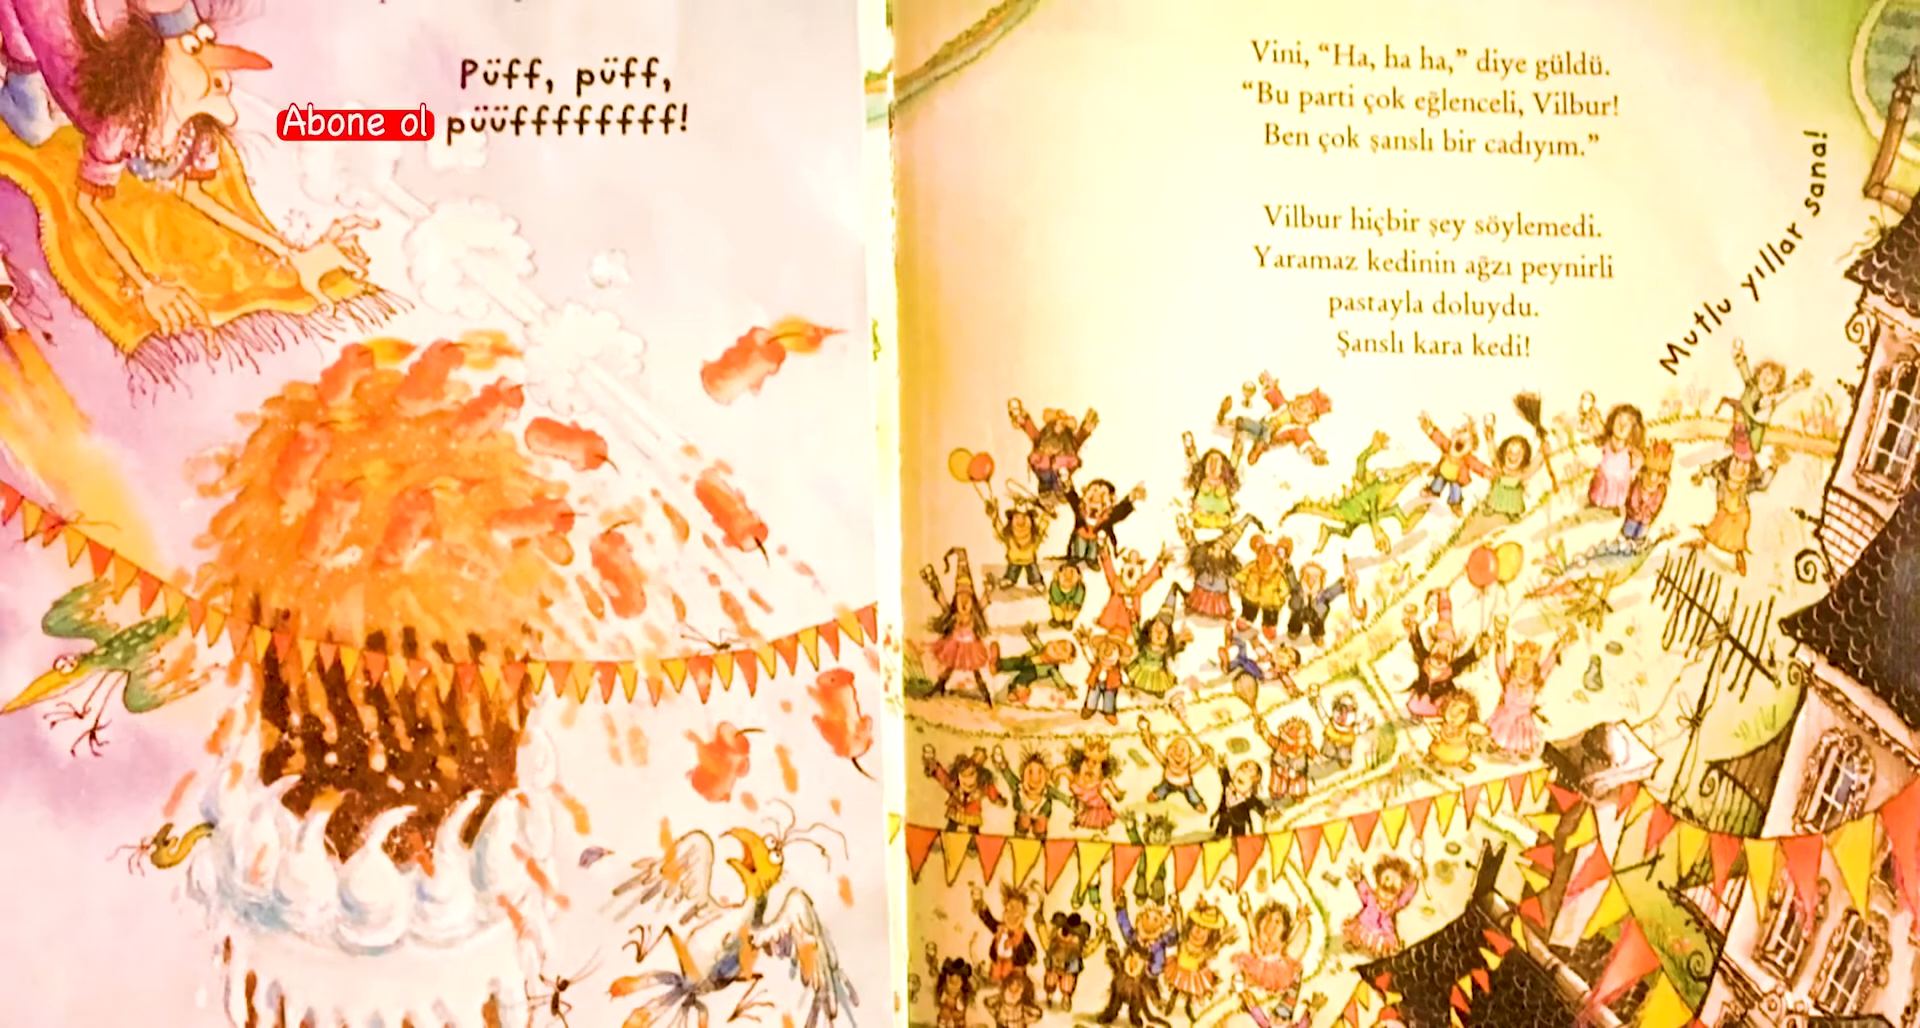 Püff, püff,
Abone ol
püüffffffff!
Vini, “Ha, ha ha,” diye güldü.
“Bu parti çok eğlenceli, Vilbur!
Ben çok şanslı bir cadıyım.”
Vilbur hiçbir şey söylemedi.
Yaramaz kedinin ağzı peynirli
pastayla doluydu.
Şanslı kara kedi!
Mutlu yıllar sana!